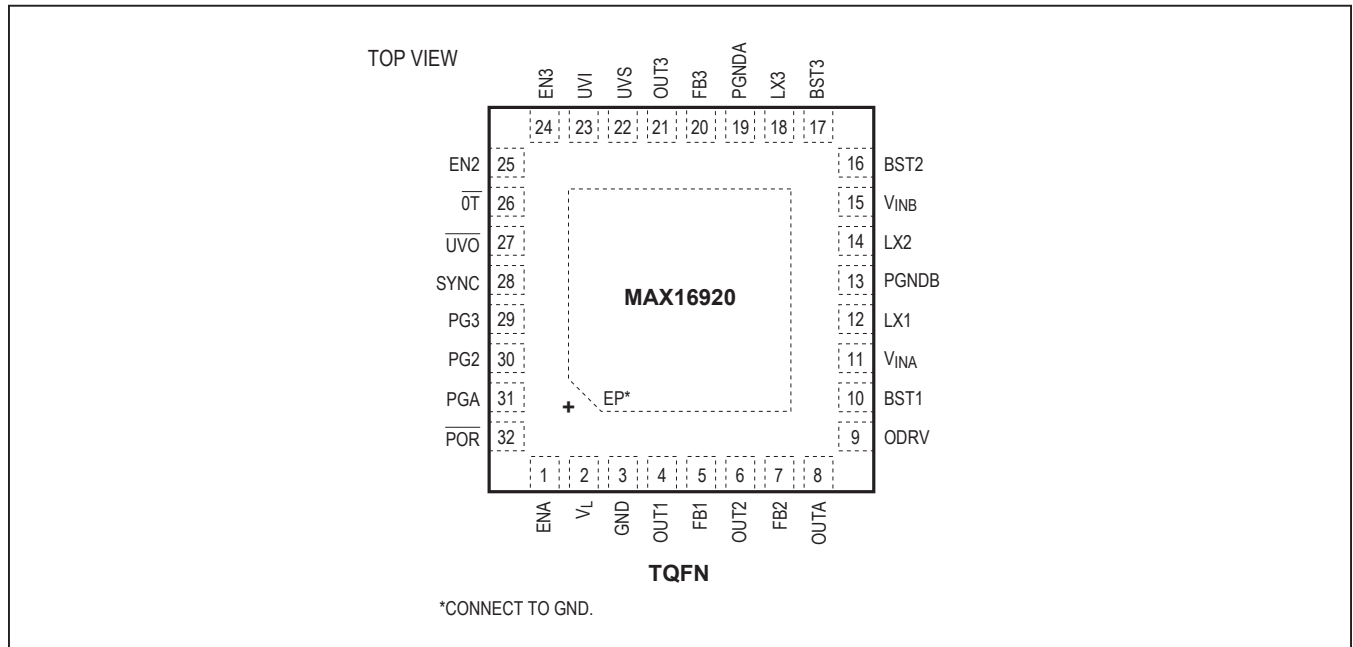 TOP VIEW
EN3 UVI UVS OUT3 FB3 PGNDA LX3 BST3
24 23 22 21 20 19 18 17
EN2 25
0T 26
UVO 27
SYNC 28
PG3 29
PG2 30
PGA 31
POR 32
16 BST2
15 VINB
14 LX2
13 PGNDB
12 LX1
11 VINA
10 BST1
9 ODRV
MAX16920
+ EP*
1 2 3 4 5 6 7 8
ENA VL GND OUT1 FB1 OUT2 FB2 OUTA
TQFN
*CONNECT TO GND.